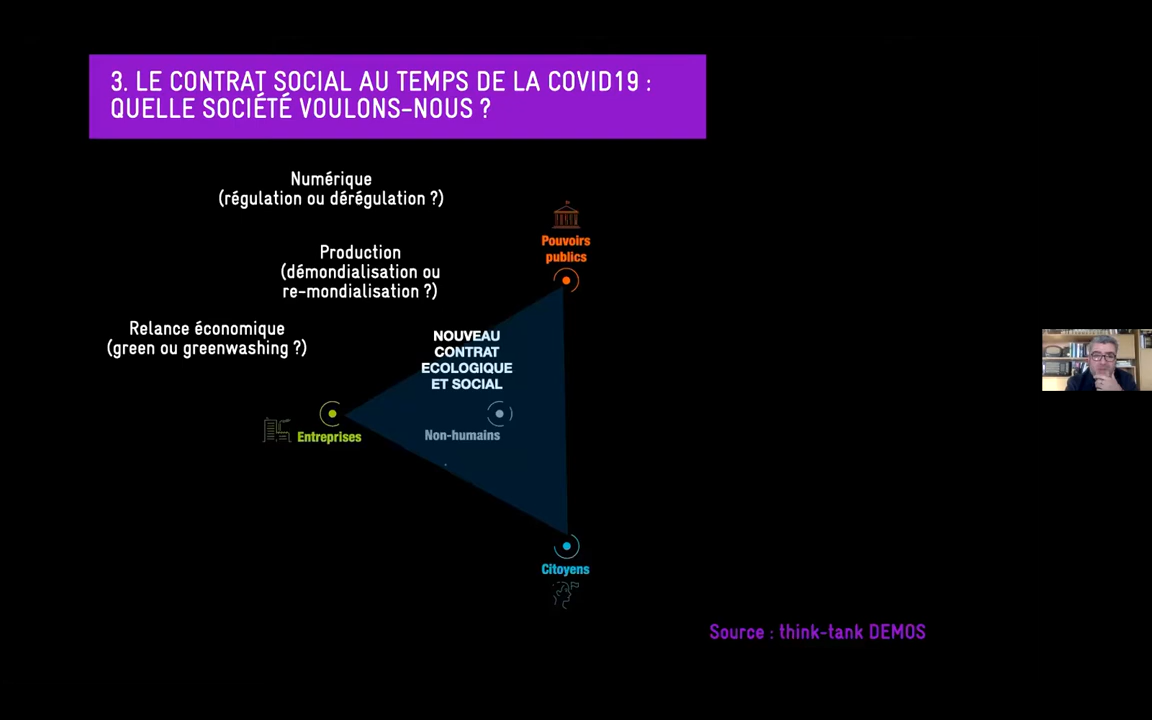 3. LE CONTRAT SOCIAL AU TEMPS DE LA COVID19 :
QUELLE SOCIÉTÉ VOULONS-NOUS ?
Numérique
(régulation ou dérégulation ?)
Production
(démondialisation ou
re-mondialisation ?)
Relance économique
(green ou greenwashing ?)
Pouvoirs
publics
NOUVEAU
CONTRAT
ECOLOGIQUE
ET SOCIAL
Entreprises
Non-humains
Citoyens
Source : think-tank DEMOS